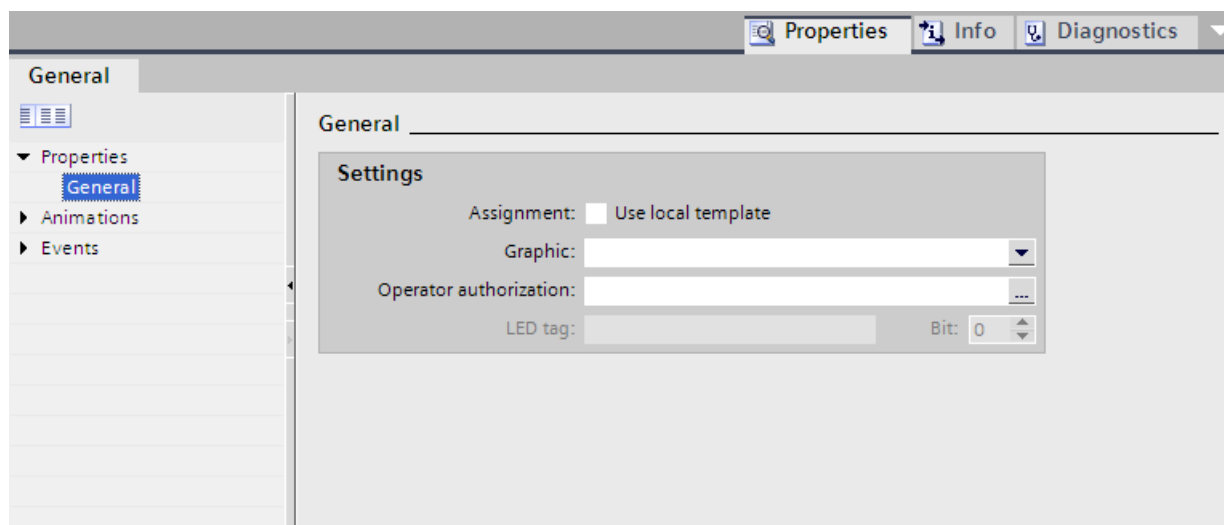 Properties Info Diagnostics
General
General
Properties
Settings
General
Assignment: Use local template
Animations
Graphic:
Events
Operator authorization: ...
LED tag: Bit: 0